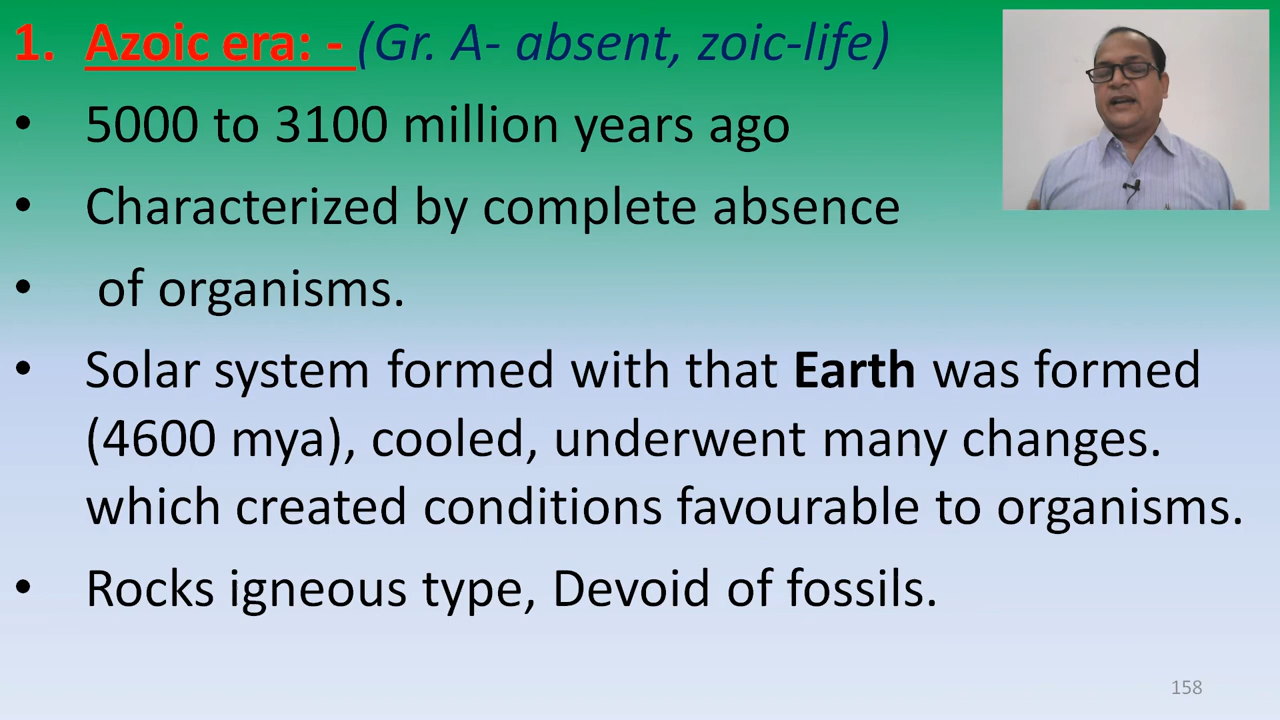 1. Azoic era: - (Gr. A- absent, zoic-life)
• 5000 to 3100 million years ago
• Characterized by complete absence
• of organisms.
• Solar system formed with that Earth was formed
(4600 mya), cooled, underwent many changes.
which created conditions favourable to organisms.
• Rocks igneous type, Devoid of fossils.
158